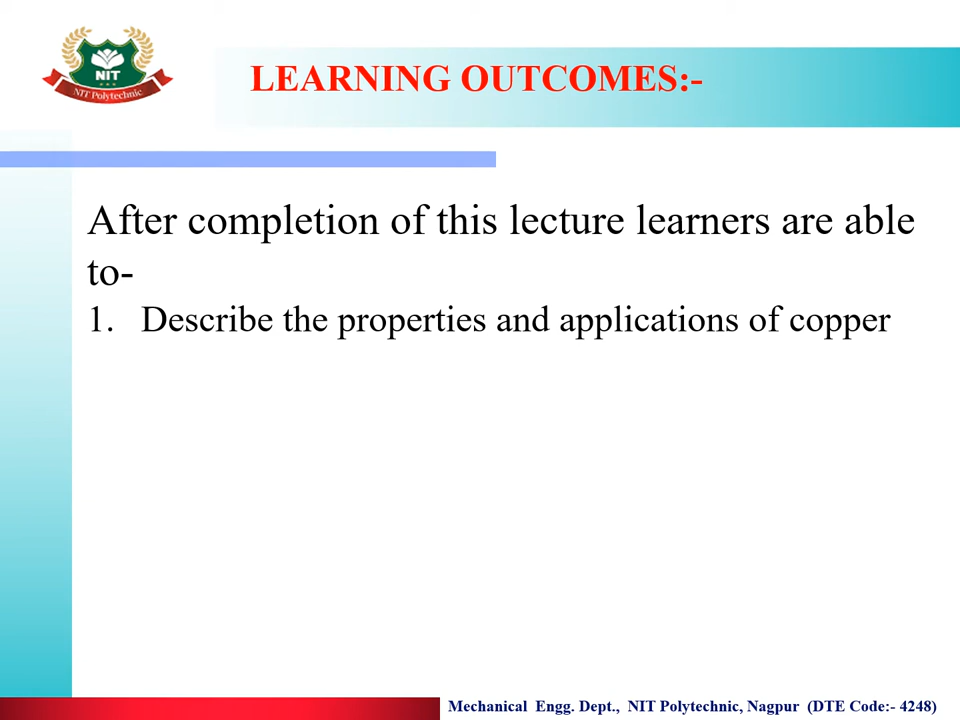 NIT
NIT Polytechnic
LEARNING OUTCOMES:-
After completion of this lecture learners are able
to-
1. Describe the properties and applications of copper
Mechanical Engg. Dept., NIT Polytechnic, Nagpur (DTE Code:- 4248)